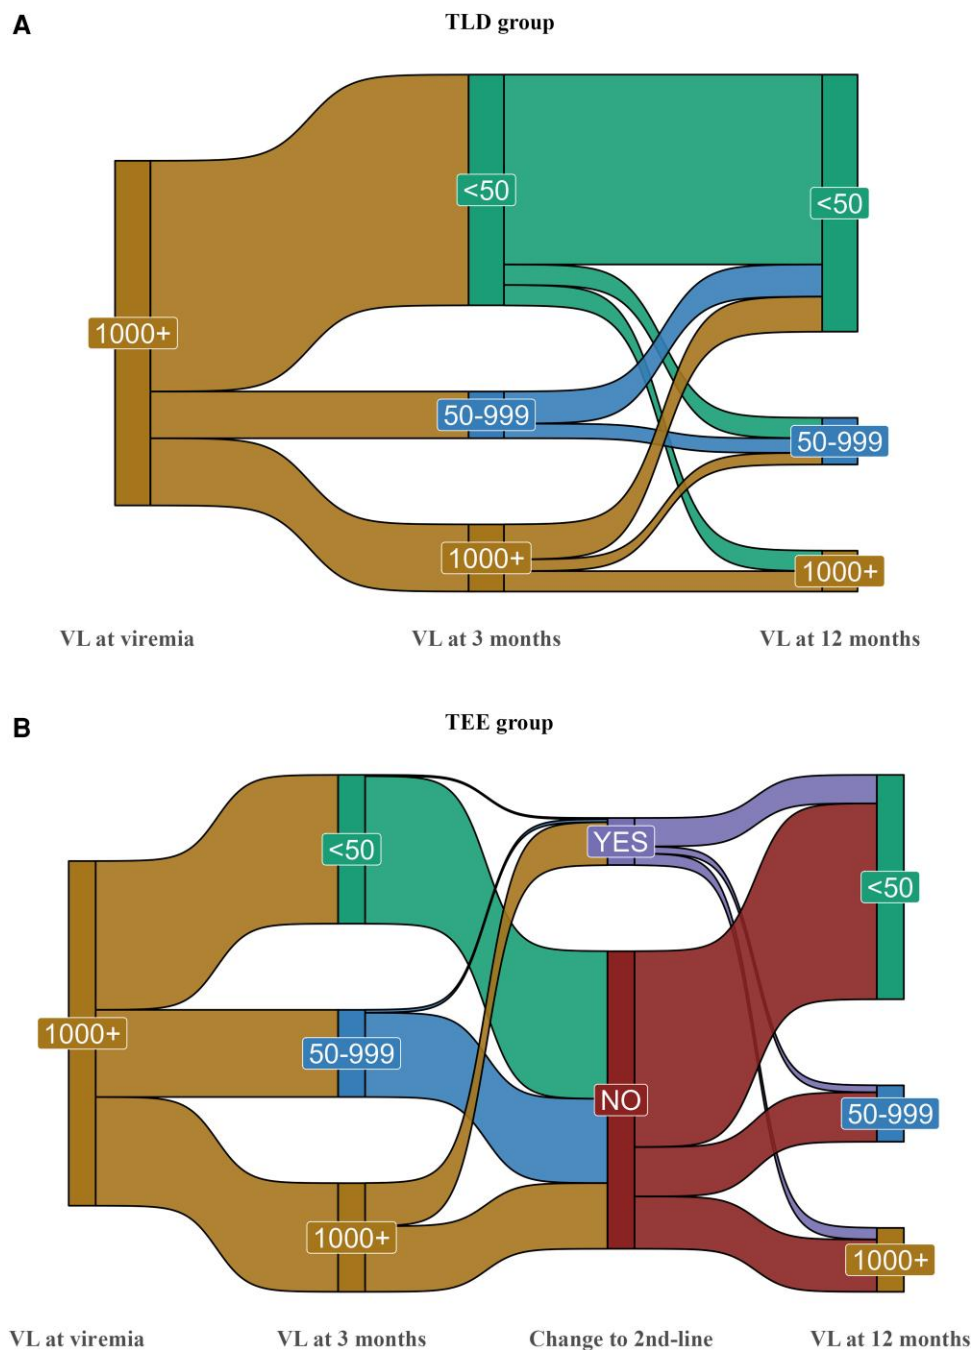 A
TLD group
<50
<50
1000+
50-999
50-999
1000+
1000+
VL at viremia VL at 3 months VL at 12 months
B
TEE group
YES
<50
<50
1000+
50-999
NO
50-999
1000+
1000+
VL at viremia VL at 3 months Change to 2nd-line VL at 12 months